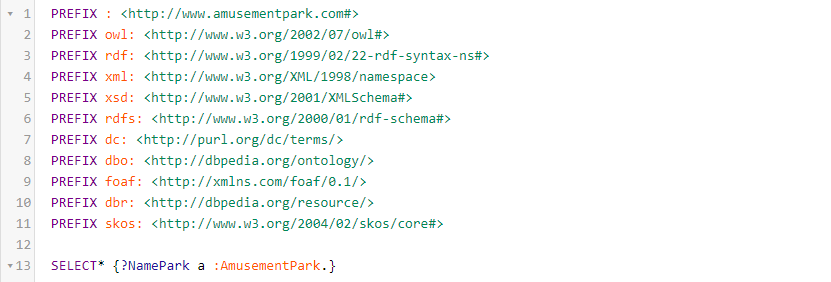 1 PREFIX : <http://www.amusementpark.com#>
2 PREFIX owl: <http://www.w3.org/2002/07/owl#>
3 PREFIX rdf: <http://www.w3.org/1999/02/22-rdf-syntax-ns#>
4 PREFIX xml: <http://www.w3.org/XML/1998/namespace>
5 PREFIX xsd: <http://www.w3.org/2001/XMLSchema#>
6 PREFIX rdfs: <http://www.w3.org/2000/01/rdf-schema#>
7 PREFIX dc: <http://purl.org/dc/terms/>
8 PREFIX dbo: <http://dbpedia.org/ontology/>
9 PREFIX foaf: <http://xmlns.com/foaf/0.1/>
10 PREFIX dbr: <http://dbpedia.org/resource/>
11 PREFIX skos: <http://www.w3.org/2004/02/skos/core#>
12
13 SELECT* {?NamePark a :AmusementPark.}